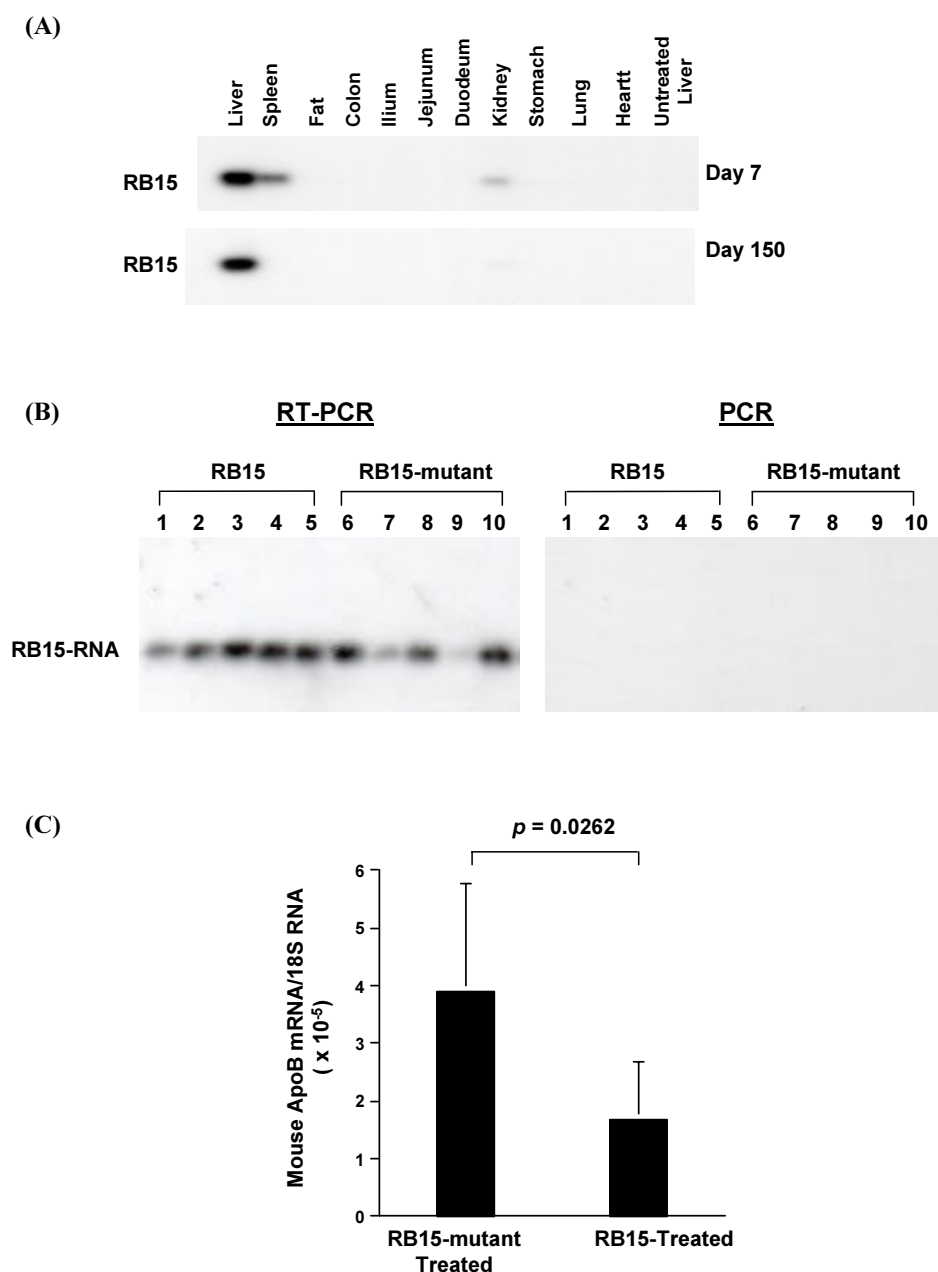 (A)
Liver
Spleen
Fat
Colon
Ilium
Jejunum
Duodeum
Kidney
Stomach
Lung
Heartt
Untreated
Liver
RB15
Day 7
RB15
Day 150
(B)
RT-PCR
PCR
RB15
RB15-mutant
RB15
RB15-mutant
1 2 3 4 5 6 7 8 9 10
1 2 3 4 5 6 7 8 9 10
RB15-RNA
(C)
p = 0.0262
Mouse ApoB mRNA/18S RNA
( x 10-5)
6
5
4
3
2
1
0
RB15-mutant
Treated
RB15-Treated